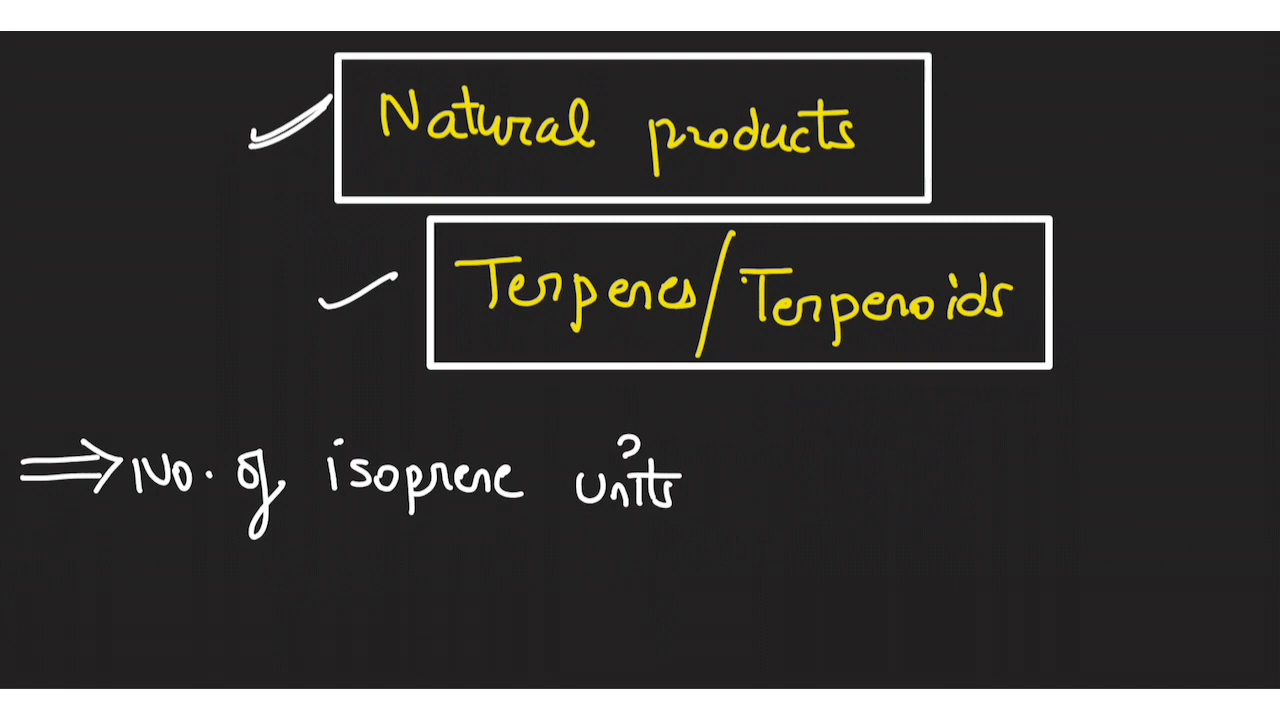 Natural products
Terpenes/Terpenoids
⇒ No. of isoprene units
?